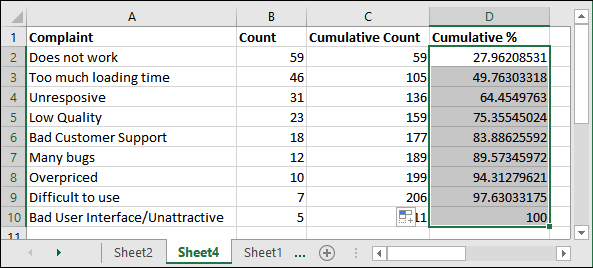 A B C D
1 Complaint Count Cumulative Count Cumulative %
2 Does not work 59 59 27.96208531
3 Too much loading time 46 105 49.76303318
4 Unresposive 31 136 64.4549763
5 Low Quality 23 159 75.35545024
6 Bad Customer Support 18 177 83.88625592
7 Many bugs 12 189 89.57345972
8 Overpriced 10 199 94.31279621
9 Difficult to use 7 206 97.63033175
10 Bad User Interface/Unattractive 5 11 100
11
Sheet2 Sheet4 Sheet1 ...